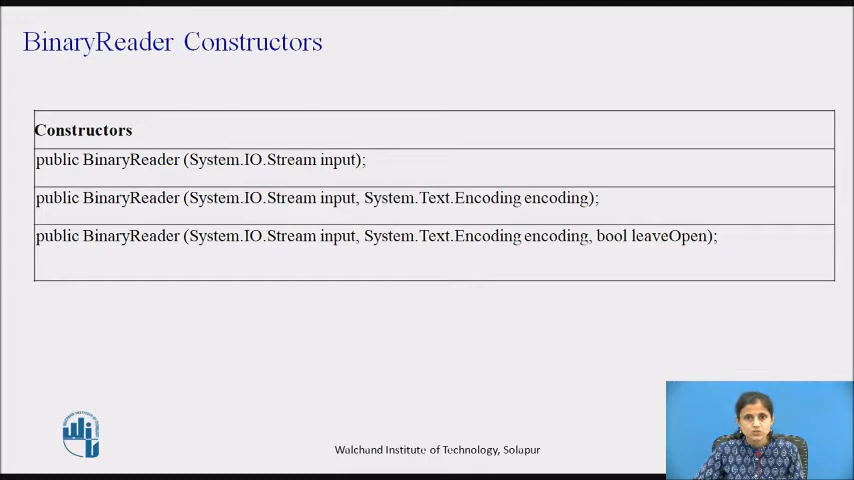 BinaryReader Constructors
Constructors
public BinaryReader (System.IO.Stream input);
public BinaryReader (System.IO.Stream input, System.Text.Encoding encoding);
public BinaryReader (System.IO.Stream input, System.Text.Encoding encoding, bool leaveOpen);
Walchand Institute of Technology, Solapur